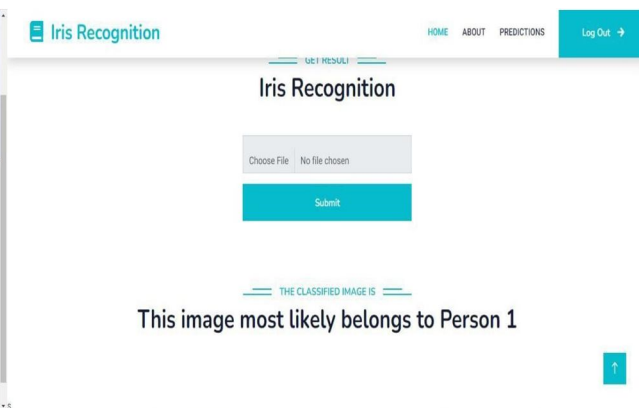 Iris Recognition
HOME ABOUT PREDICTIONS Log Out →
GET RESULT
Iris Recognition
Choose File No file chosen
Submit
THE CLASSIFIED IMAGE IS
This image most likely belongs to Person 1